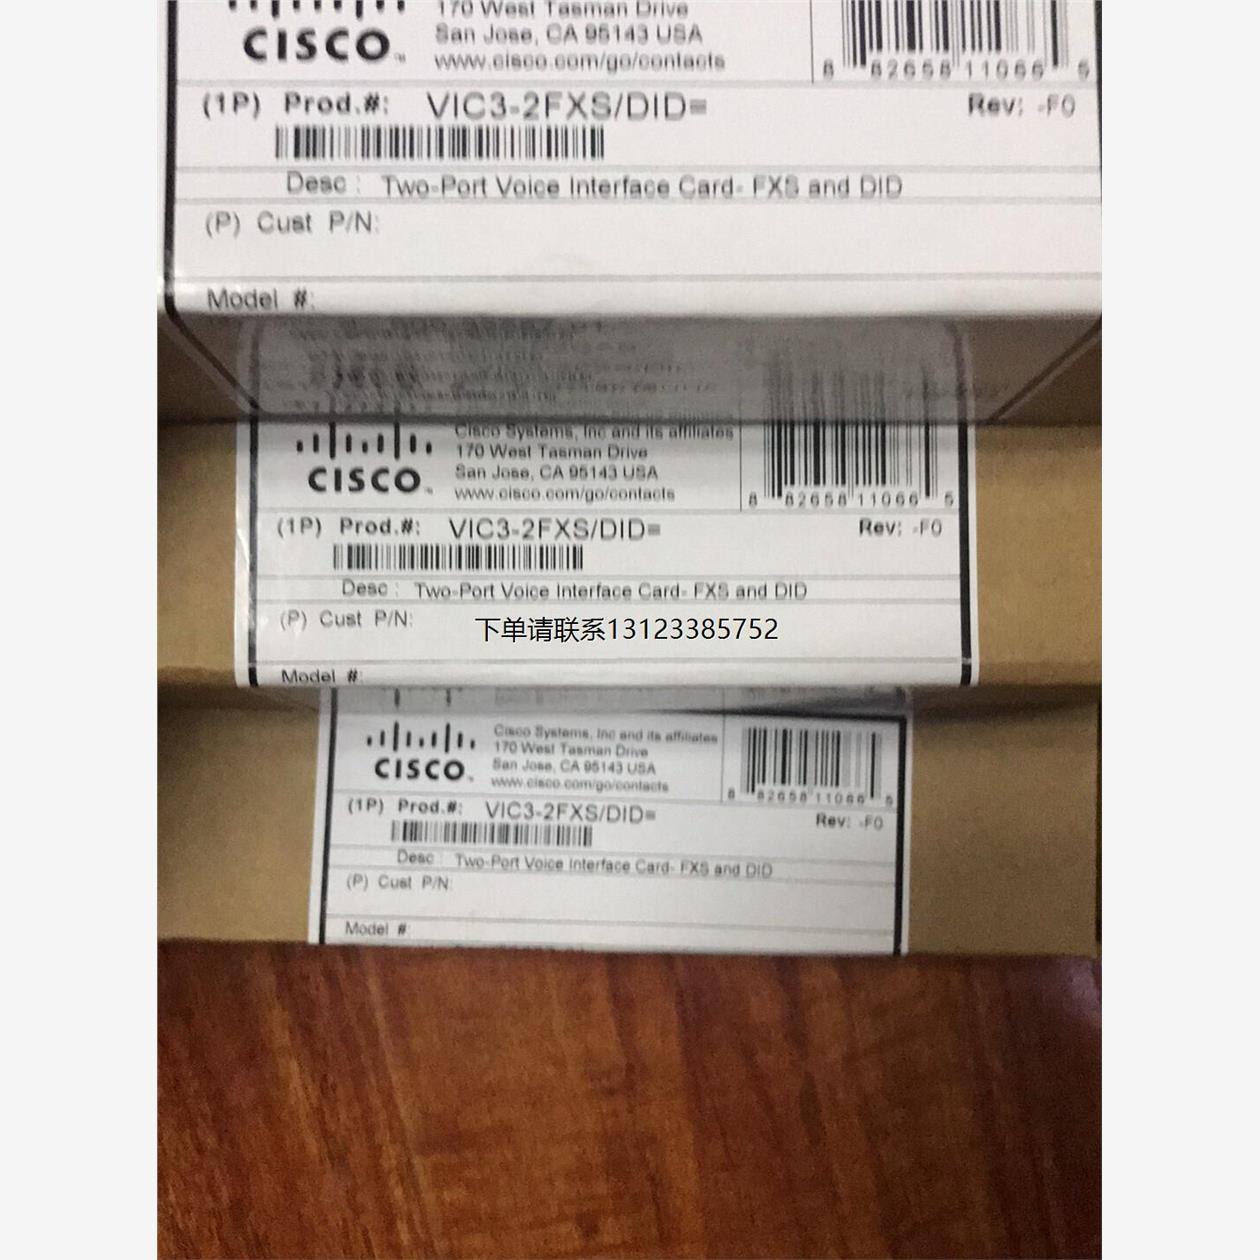 CISCO™
170 West Tasman Drive
San Jose, CA 95143 USA
www.cisco.com/go/contacts
8 82658 11066 5
(1P) Prod.#: VIC3-2FXS/DID=
Rev: -F0
Desc : Two-Port Voice Interface Card- FXS and DID
(P) Cust P/N:
Model #:
CISCO™
Cisco Systems, Inc and its affiliates
170 West Tasman Drive
San Jose, CA 95143 USA
www.cisco.com/go/contacts
8 82658 11066 5
(1P) Prod.#: VIC3-2FXS/DID=
Rev: -F0
Desc : Two-Port Voice Interface Card- FXS and DID
(P) Cust P/N:
下单请联系13123385752
Model #:
CISCO™
Cisco Systems, Inc and its affiliates
170 West Tasman Drive
San Jose, CA 95143 USA
www.cisco.com/go/contacts
8 82658 11066 5
(1P) Prod.#: VIC3-2FXS/DID=
Rev: -F0
Desc : Two-Port Voice Interface Card- FXS and DID
(P) Cust P/N:
Model #: